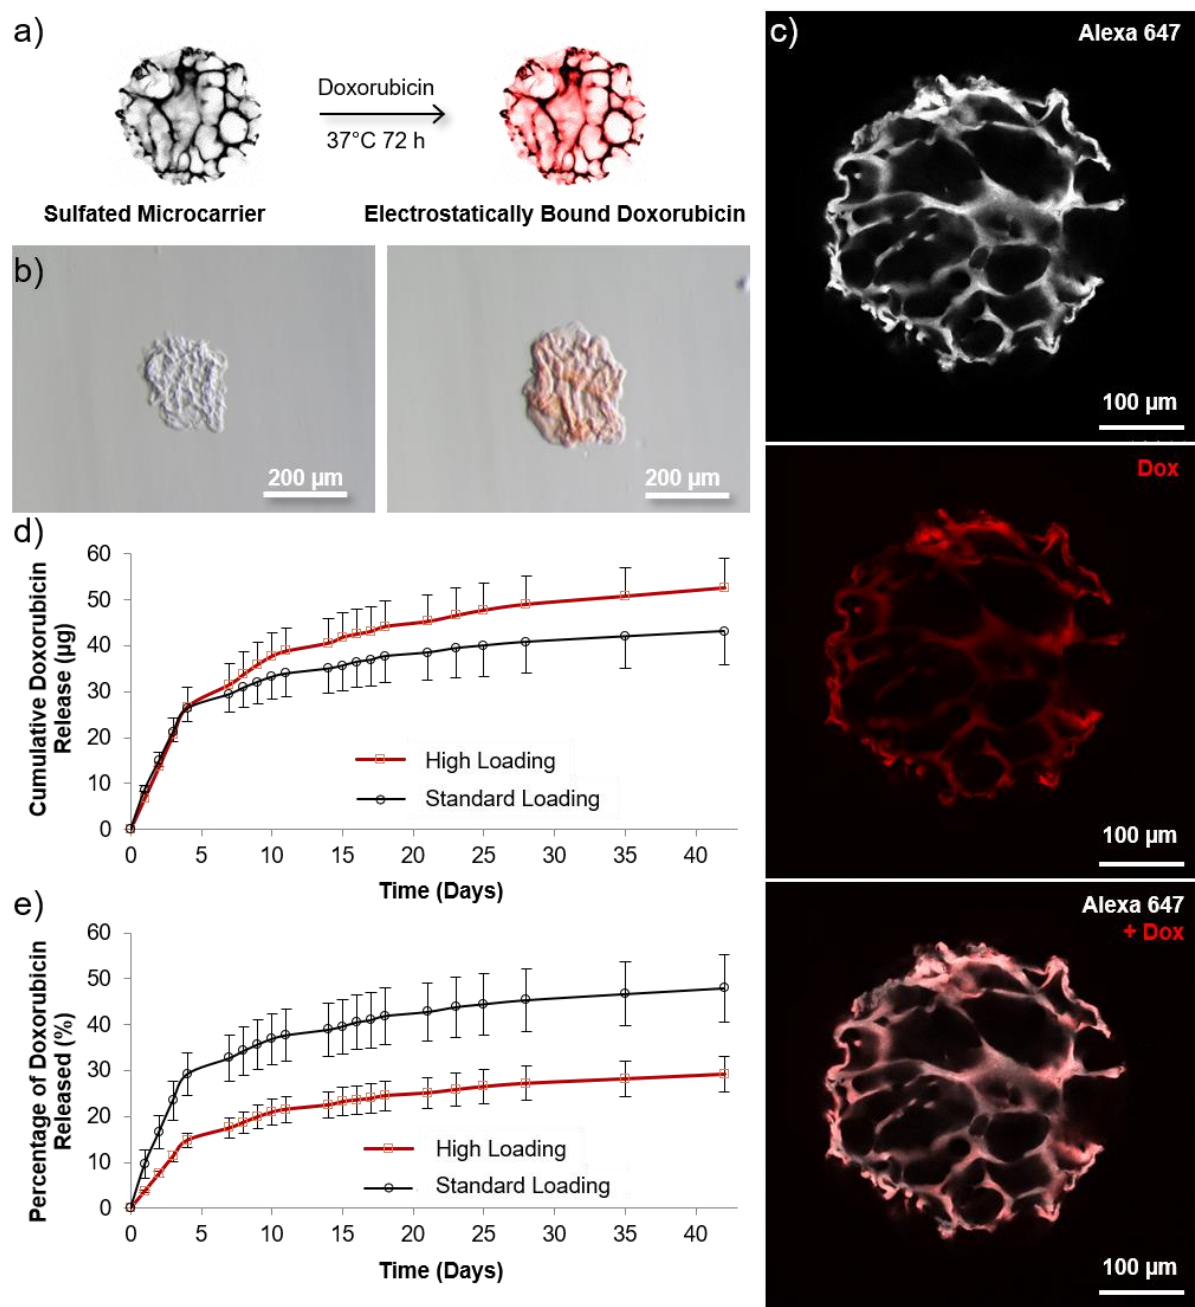 a)
Doxorubicin
37°C 72 h
Sulfated Microcarrier
Electrostatically Bound Doxorubicin
b)
200 µm
200 µm
c)
Alexa 647
100 µm
Dox
100 µm
Alexa 647
+ Dox
100 µm
d)
Cumulative Doxorubicin
Release (µg)
60
50
40
30
20
10
0
High Loading
Standard Loading
0 5 10 15 20 25 30 35 40
Time (Days)
e)
Percentage of Doxorubicin
Released (%)
60
50
40
30
20
10
0
High Loading
Standard Loading
0 5 10 15 20 25 30 35 40
Time (Days)